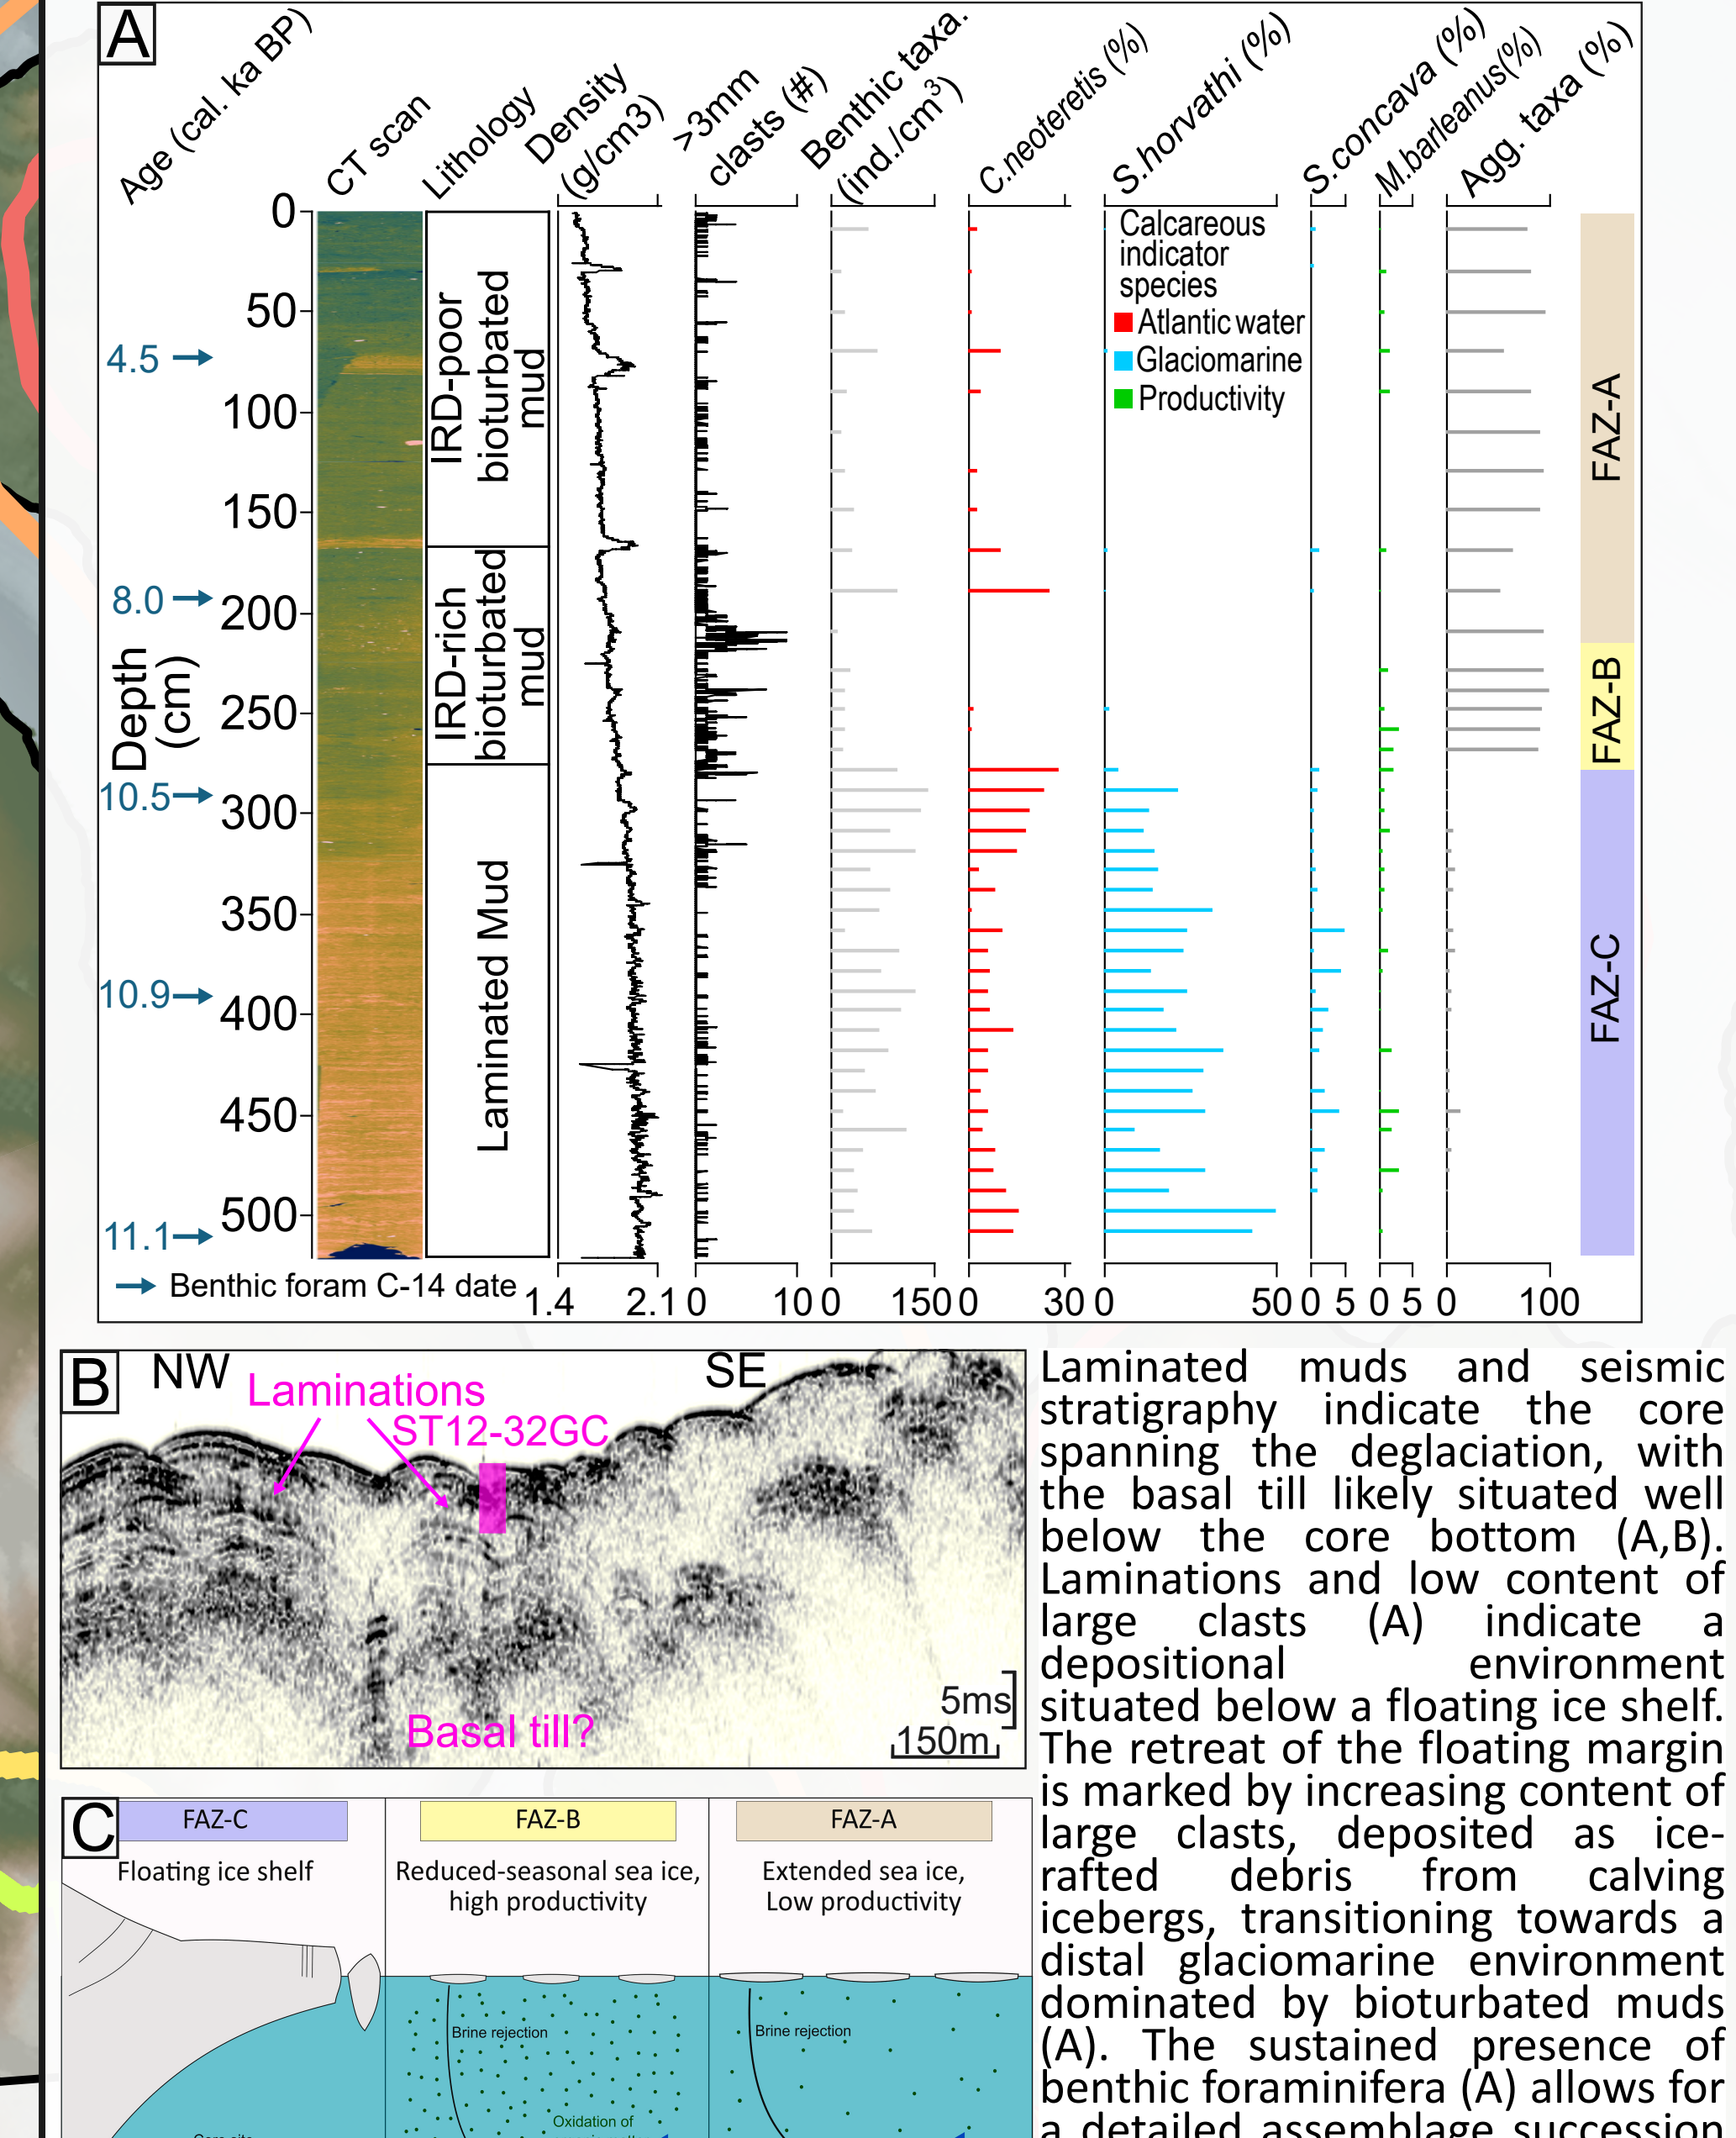 A
Age (cal. ka BP)
CT scan
Lithology
Density
(g/cm3)
>3mm
clasts (#)
Benthic taxa.
(ind./cm³)
C.neoteretis (%)
S.horvathi (%)
S.concava (%)
M.barleanus(%)
Agg. taxa (%)
0
50
100
150
200
250
300
350
400
450
500
Depth
(cm)
4.5
8.0
10.5
10.9
11.1
IRD-poor
bioturbated
mud
IRD-rich
bioturbated
mud
Laminated Mud
Calcareous
indicator
species
Atlantic water
Glaciomarine
Productivity
FAZ-A
FAZ-B
FAZ-C
Benthic foram C-14 date
1.4 2.1 0 10 0 150 0 30 0 50 0 5 0 5 0 100
B
NW
SE
Laminations
ST12-32GC
Basal till?
5ms
150m
Laminated muds and seismic
stratigraphy indicate the core
spanning the deglaciation, with
the basal till likely situated well
below the core bottom (A,B).
Laminations and low content of
large clasts (A) indicate a
depositional environment
situated below a floating ice shelf.
The retreat of the floating margin
is marked by increasing content of
large clasts, deposited as ice-
rafted debris from calving
icebergs, transitioning towards a
distal glaciomarine environment
dominated by bioturbated muds
(A). The sustained presence of
benthic foraminifera (A) allows for
a detailed assemblage succession
C
FAZ-C
Floating ice shelf
FAZ-B
Reduced-seasonal sea ice,
high productivity
Brine rejection
Oxidation of
FAZ-A
Extended sea ice,
Low productivity
Brine rejection